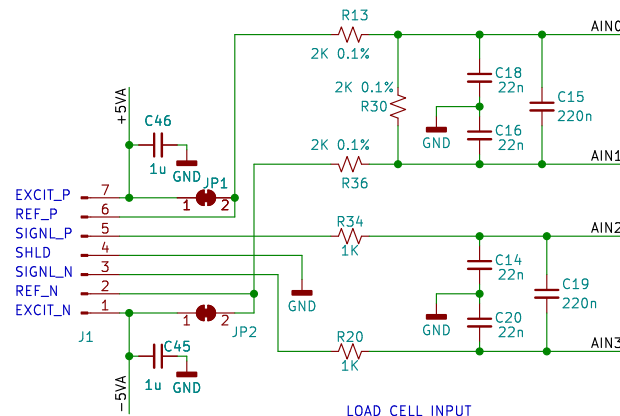 R13
AIN0
2K 0.1%
C18
22n
2K 0.1%
R30
C15
220n
+5VA
C46
1u
GND
GND
C16
22n
2K 0.1%
R36
AIN1
JP1
1 2
EXCIT_P 7
REF_P 6
SIGNL_P 5
SHLD 4
SIGNL_N 3
REF_N 2
EXCIT_N 1
J1
R34
1K
AIN2
C14
22n
C19
220n
GND
GND
1 2
JP2
C20
22n
C45
1u
GND
-5VA
R20
1K
AIN3
LOAD CELL INPUT